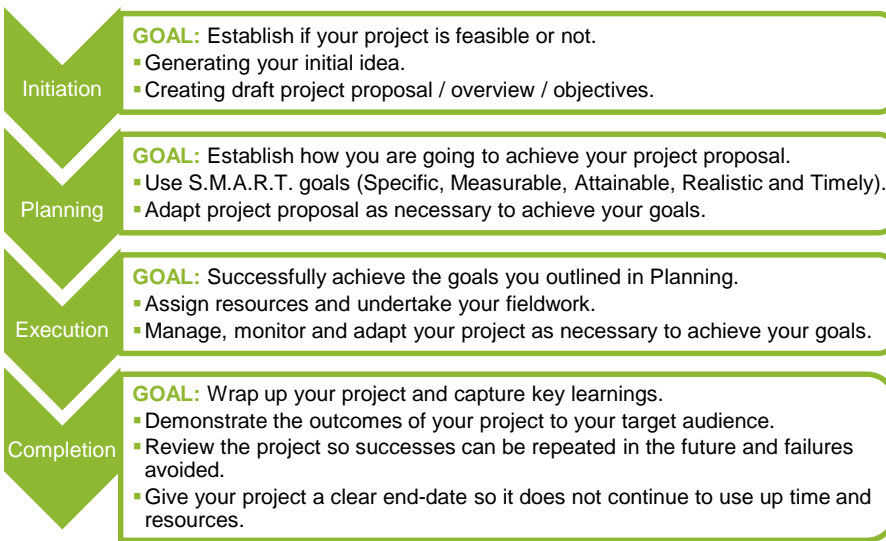 Initiation
GOAL: Establish if your project is feasible or not.
▪Generating your initial idea.
▪Creating draft project proposal / overview / objectives.
Planning
GOAL: Establish how you are going to achieve your project proposal.
▪Use S.M.A.R.T. goals (Specific, Measurable, Attainable, Realistic and Timely).
▪Adapt project proposal as necessary to achieve your goals.
Execution
GOAL: Successfully achieve the goals you outlined in Planning.
▪Assign resources and undertake your fieldwork.
▪Manage, monitor and adapt your project as necessary to achieve your goals.
Completion
GOAL: Wrap up your project and capture key learnings.
▪Demonstrate the outcomes of your project to your target audience.
▪Review the project so successes can be repeated in the future and failures
avoided.
▪Give your project a clear end-date so it does not continue to use up time and
resources.